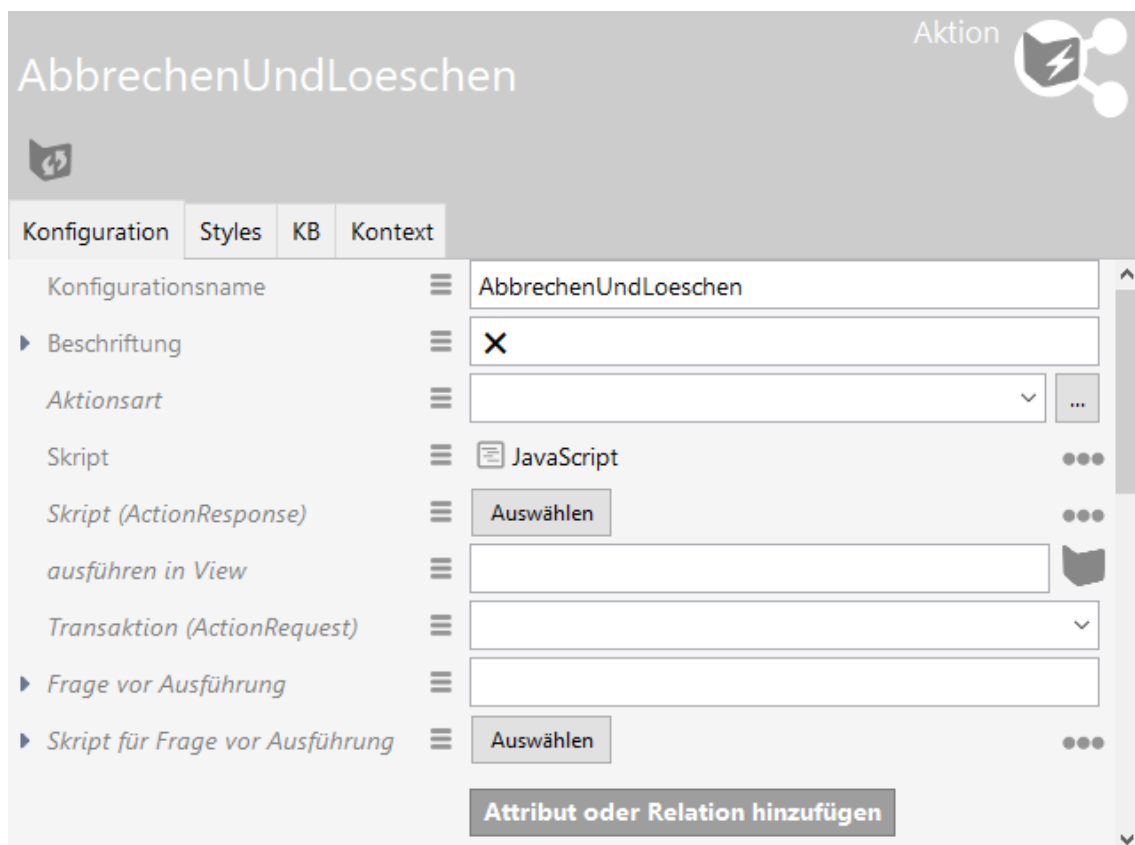 Aktion
AbbrechenUndLoeschen
Konfiguration Styles KB Kontext
Konfigurationsname AbbrechenUndLoeschen
Beschriftung ✕
Aktionsart ...
Skript JavaScript
Skript (ActionResponse) Auswählen
ausführen in View
Transaktion (ActionRequest)
Frage vor Ausführung
Skript für Frage vor Ausführung Auswählen
Attribut oder Relation hinzufügen